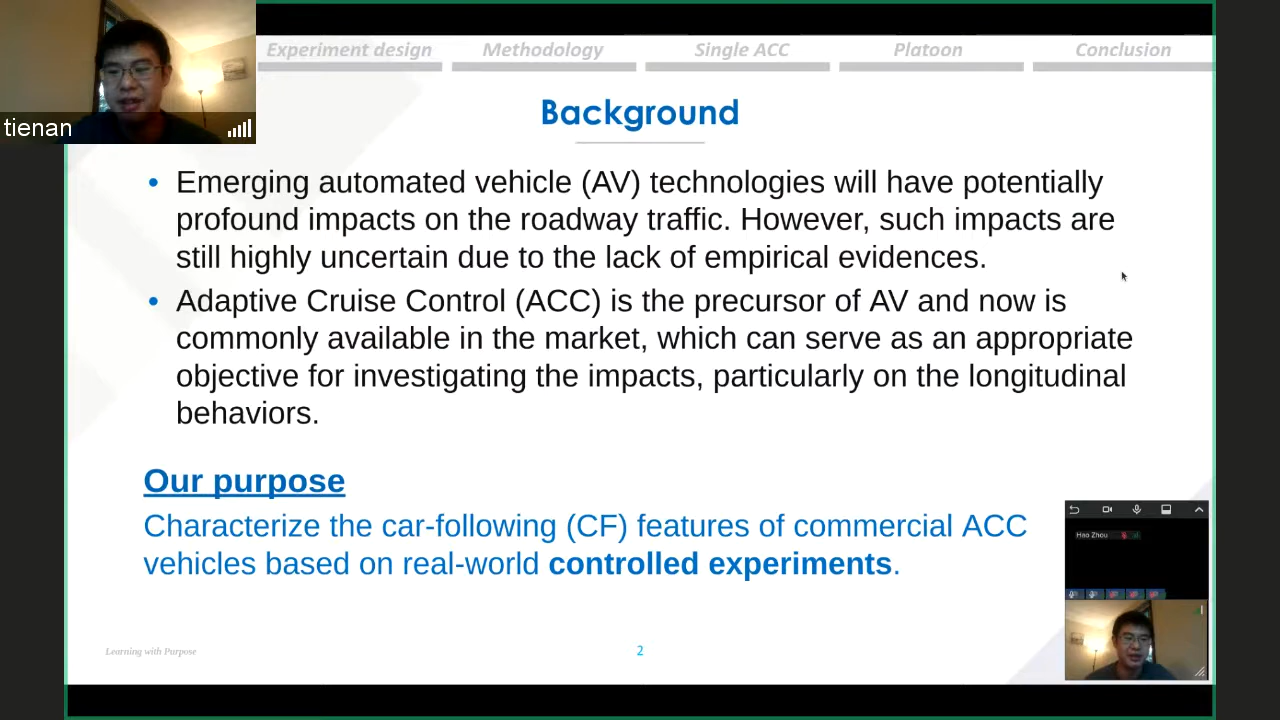 Experiment design
Methodology
Single ACC
Platoon
Conclusion
tienan
Background
• Emerging automated vehicle (AV) technologies will have potentially
profound impacts on the roadway traffic. However, such impacts are
still highly uncertain due to the lack of empirical evidences.
• Adaptive Cruise Control (ACC) is the precursor of AV and now is
commonly available in the market, which can serve as an appropriate
objective for investigating the impacts, particularly on the longitudinal
behaviors.
Our purpose
Characterize the car-following (CF) features of commercial ACC
vehicles based on real-world controlled experiments.
Hao Zhou
Learning with Purpose
2